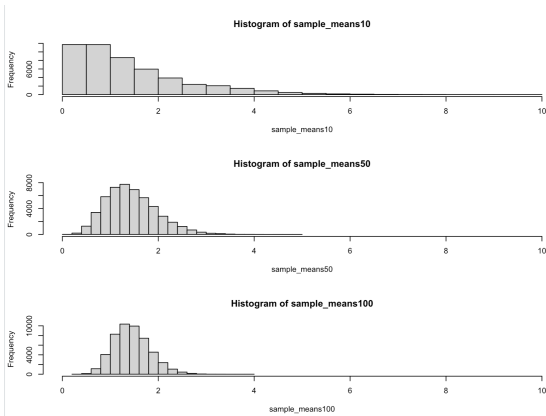 Histogram of sample_means10
Frequency
0 6000
0 2 4 6 8 10
sample_means10
Histogram of sample_means50
Frequency
0 4000 8000
0 2 4 6 8 10
sample_means50
Histogram of sample_means100
Frequency
0 4000 10000
0 2 4 6 8 10
sample_means100